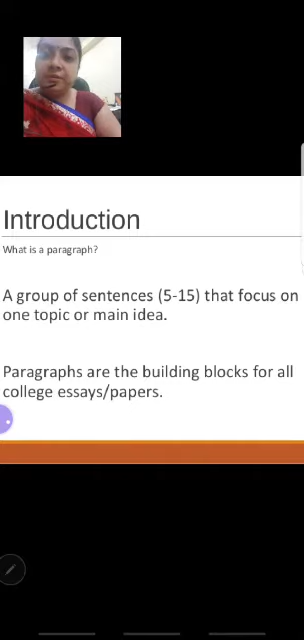 Introduction
What is a paragraph?
A group of sentences (5-15) that focus on
one topic or main idea.
Paragraphs are the building blocks for all
college essays/papers.